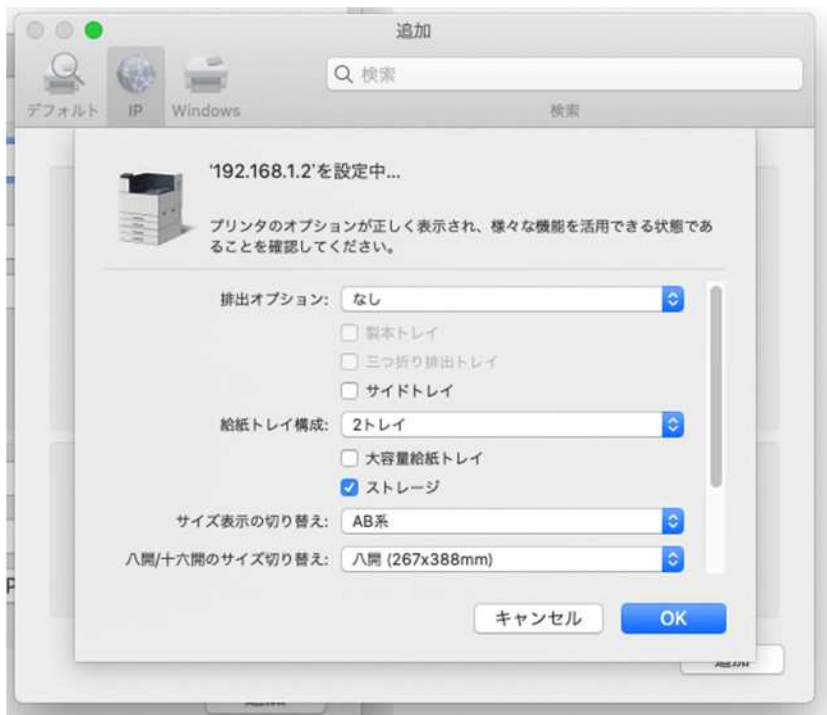 追加
検索
デフォルト
IP
Windows
検索
'192.168.1.2'を設定中...
プリンタのオプションが正しく表示され、様々な機能を活用できる状態であ
ることを確認してください。
排出オプション: なし
製本トレイ
三つ折り排出トレイ
サイドトレイ
給紙トレイ構成: 2トレイ
大容量給紙トレイ
ストレージ
サイズ表示の切り替え: AB系
八開/十六開のサイズ切り替え: 八開 (267x388mm)
キャンセル
OK